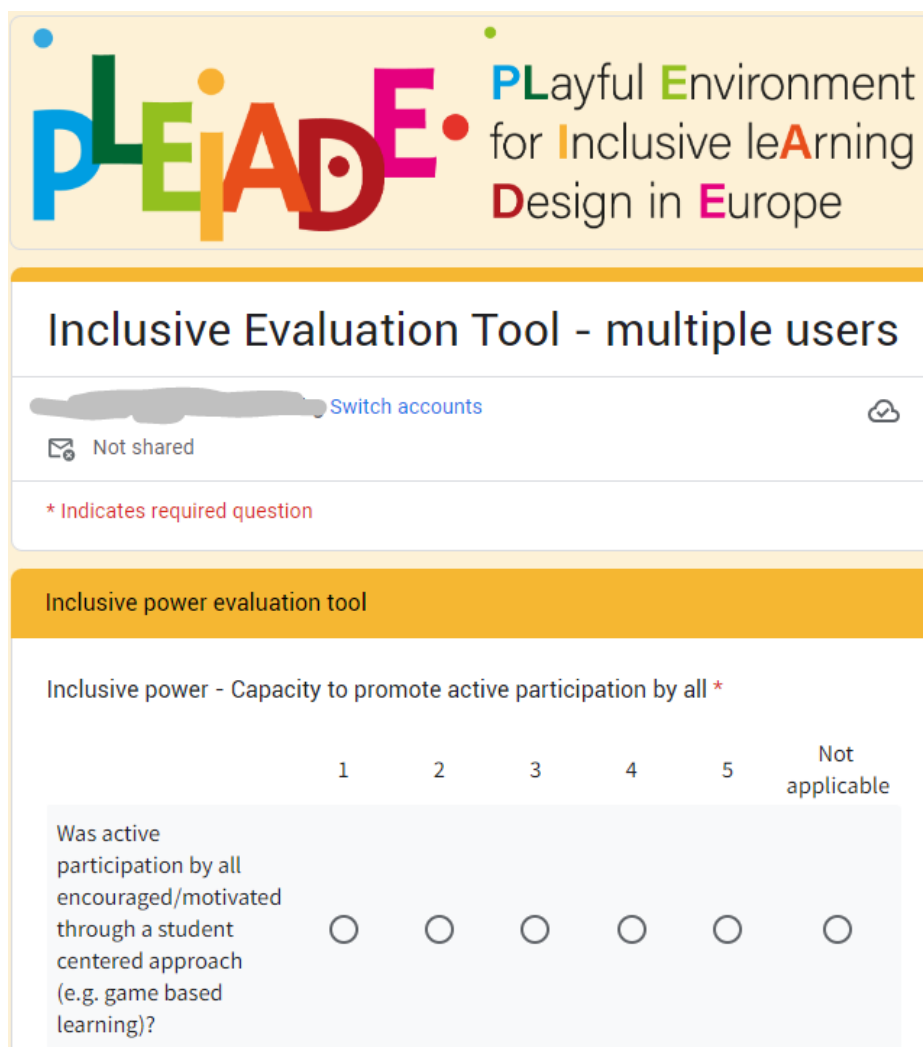 PLEiADE
PLayful Environment
for Inclusive leArning
Design in Europe
Inclusive Evaluation Tool - multiple users
Switch accounts
Not shared
* Indicates required question
Inclusive power evaluation tool
Inclusive power - Capacity to promote active participation by all *
1 2 3 4 5 Not applicable
Was active
participation by all
encouraged/motivated
through a student
centered approach
(e.g. game based
learning)?